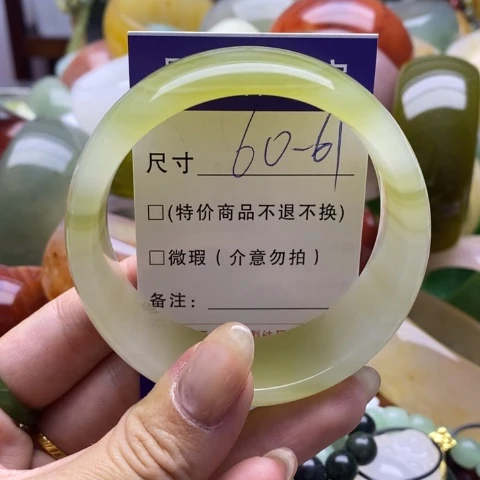 尺寸 60-61
□(特价商品不退不换)
□微瑕(介意勿拍)
备注: